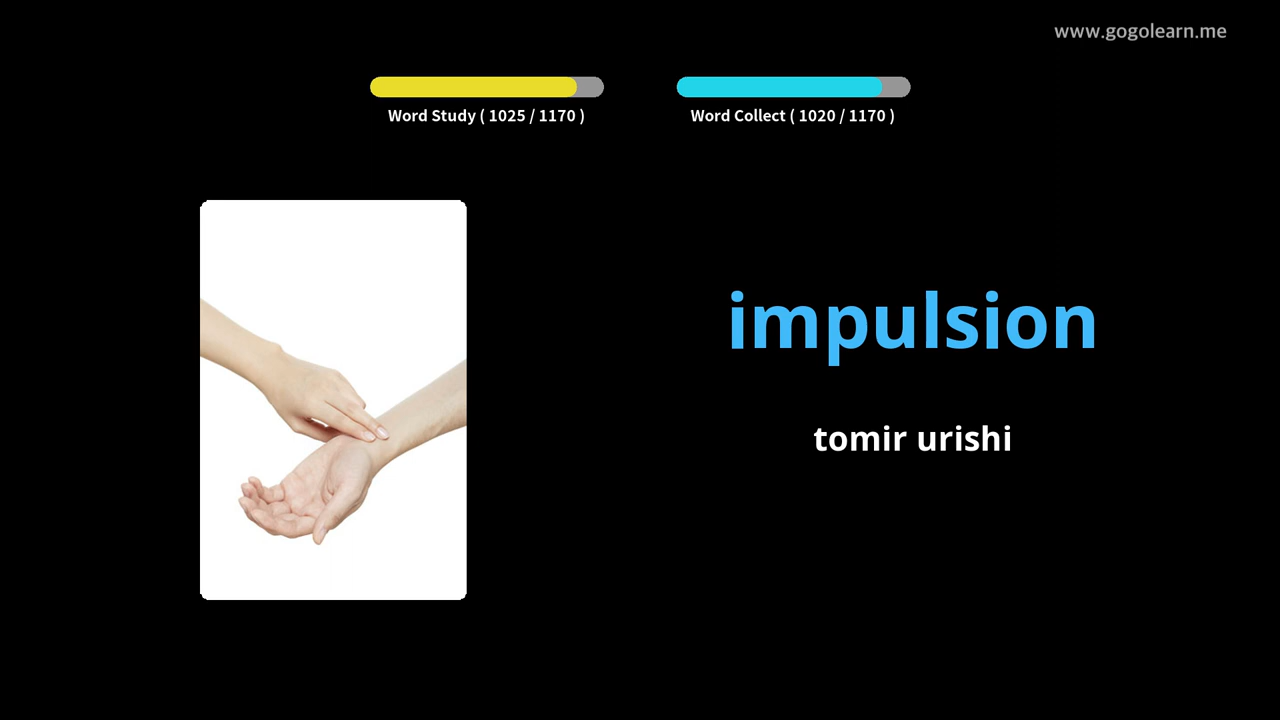 www.gogolearn.me
Word Study ( 1025 / 1170 )
Word Collect ( 1020 / 1170 )
impulsion
tomir urishi